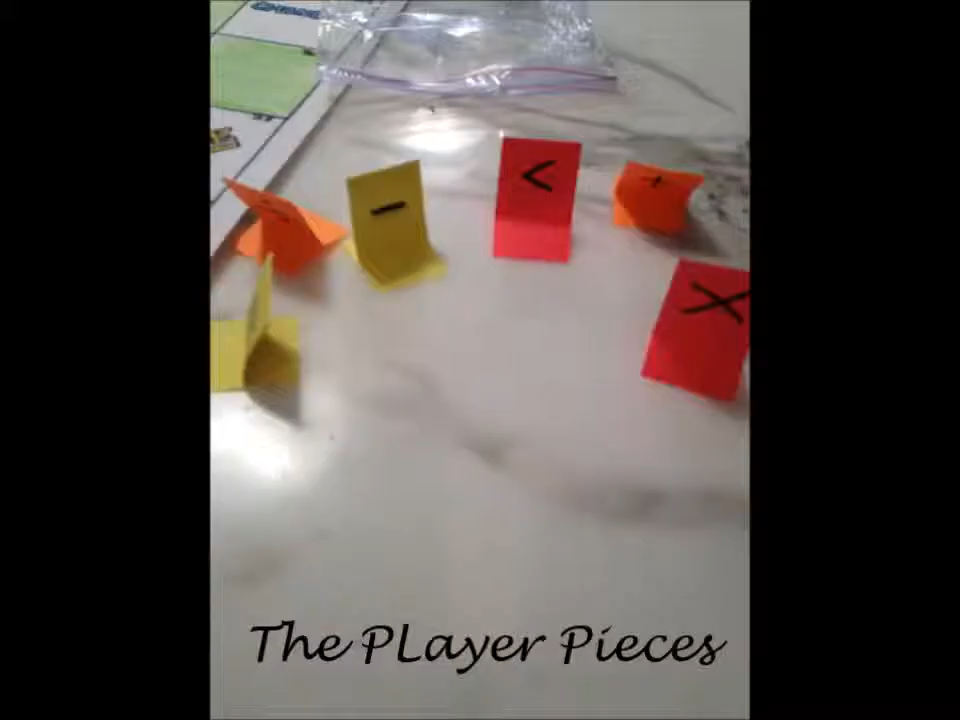 − < +
X
The PLayer Pieces